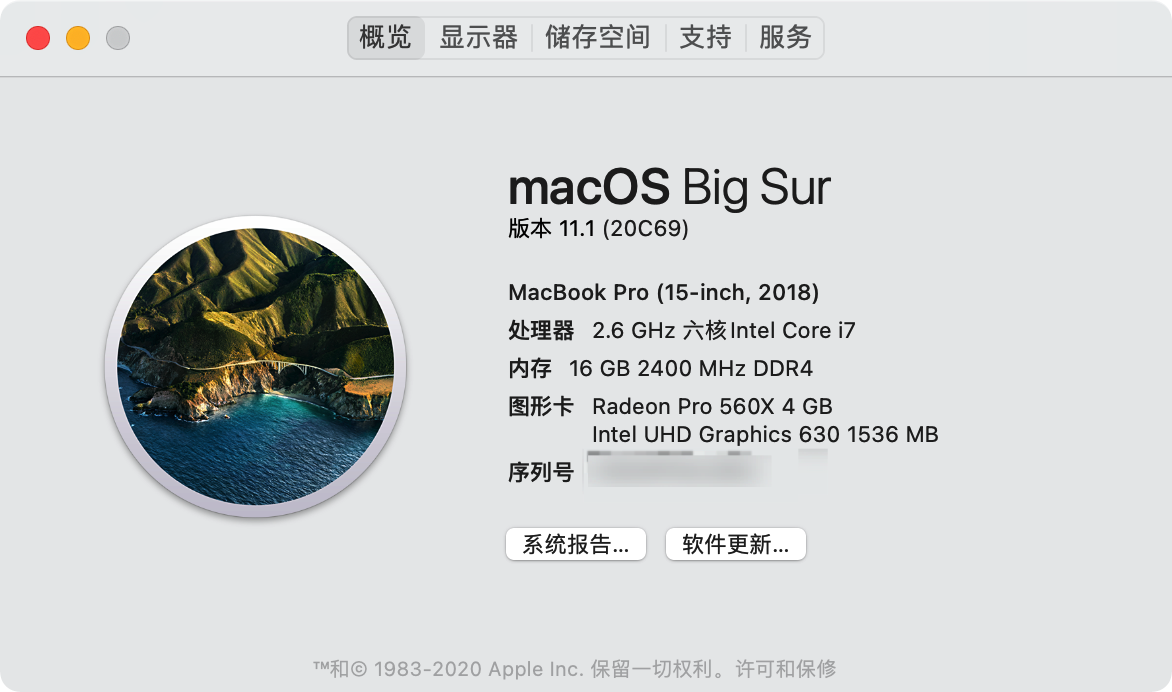 概览 显示器 储存空间 支持 服务
macOS Big Sur
版本 11.1 (20C69)
MacBook Pro (15-inch, 2018)
处理器 2.6 GHz 六核Intel Core i7
内存 16 GB 2400 MHz DDR4
图形卡 Radeon Pro 560X 4 GB
Intel UHD Graphics 630 1536 MB
序列号
系统报告... 软件更新...
™和© 1983-2020 Apple Inc. 保留一切权利。许可和保修